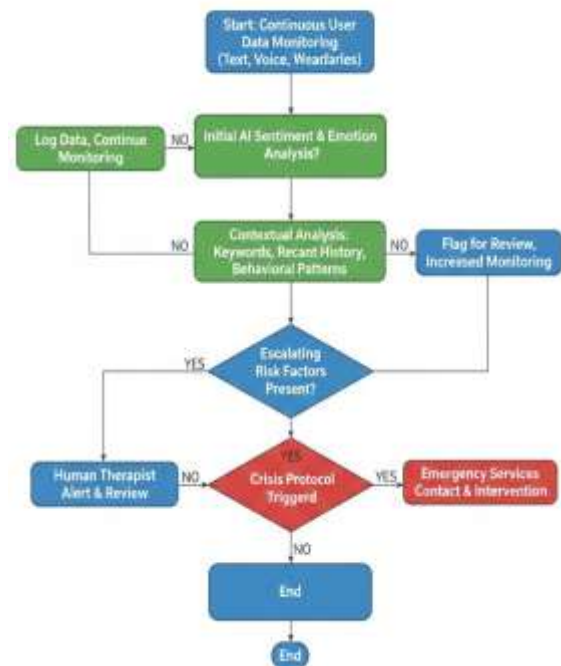 Start: Continuous User
Data Monitoring
(Text, Voice, Weartaries)
Log Data, Continue
Monitoring
NO
Initial AI Sentiment & Emotion
Analysis?
NO
Contextual Analysis:
Keywords, Recant History,
Behavioral Patterns
NO
Flag for Review,
Increased Monitoring
YES
Escalating
Risk Factors
Present?
Human Therapist
Alert & Review
NO
YES
Crisis Protocol
Triggerd
YES
Emergency Services
Contact & Intervention
NO
End
End